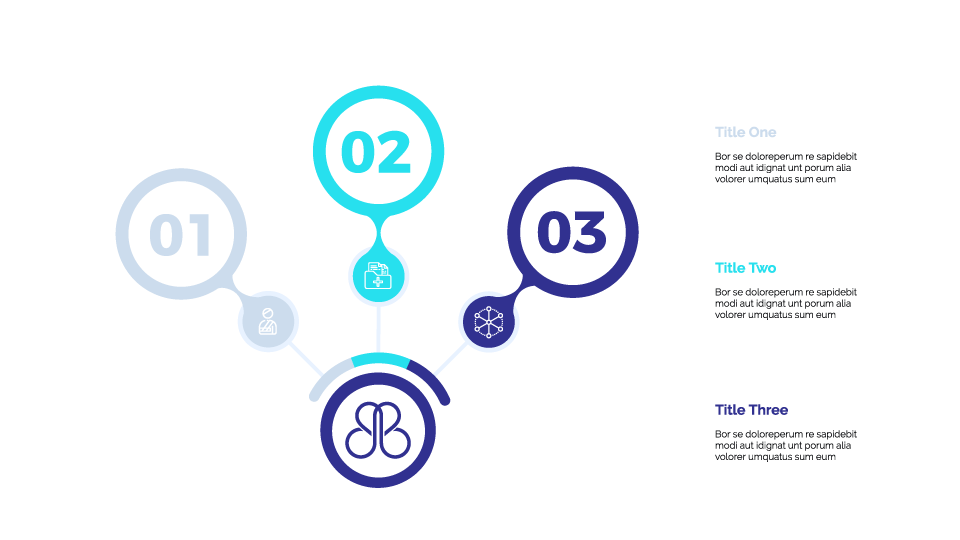 02
01
03
Title One
Bor se doloreperum re sapidebit
modi aut idignat unt porum alia
volorer umquatus sum eum
Title Two
Bor se doloreperum re sapidebit
modi aut idignat unt porum alia
volorer umquatus sum eum
Title Three
Bor se doloreperum re sapidebit
modi aut idignat unt porum alia
volorer umquatus sum eum